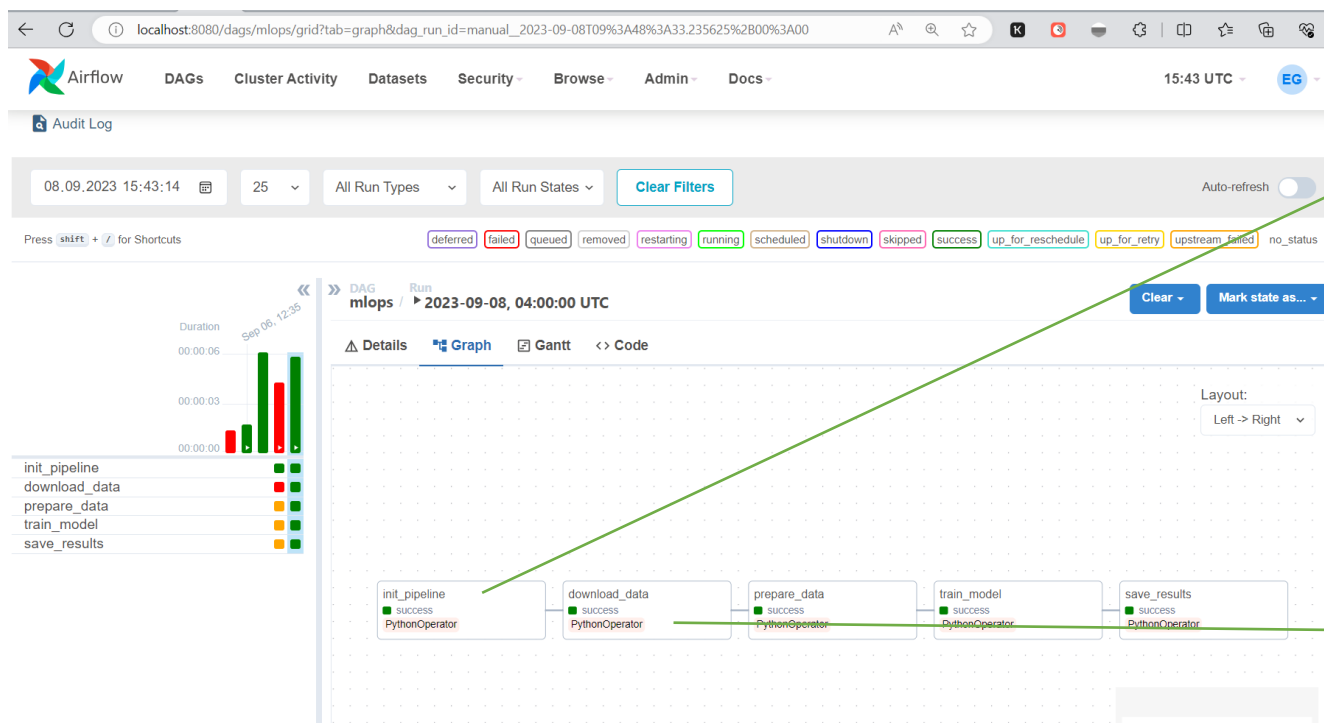 localhost:8080/dags/mlops/grid?tab=graph&dag_run_id=manual__2023-09-08T09%3A48%3A33.235625%2B00%3A00
Airflow DAGs Cluster Activity Datasets Security Browse Admin Docs 15:43 UTC EG
Audit Log
08.09.2023 15:43:14 25 All Run Types All Run States Clear Filters Auto-refresh
Press shift + / for Shortcuts deferred failed queued removed restarting running scheduled shutdown skipped success up_for_reschedule up_for_retry upstream_failed no_status
DAG Run
mlops / 2023-09-08, 04:00:00 UTC Clear Mark state as...
Sep 06, 12:35
Duration
00:00:06
00:00:03
00:00:00
Details Graph Gantt Code
Layout:
Left -> Right
init_pipeline
download_data
prepare_data
train_model
save_results
init_pipeline
success
PythonOperator
download_data
success
PythonOperator
prepare_data
success
PythonOperator
train_model
success
PythonOperator
save_results
success
PythonOperator